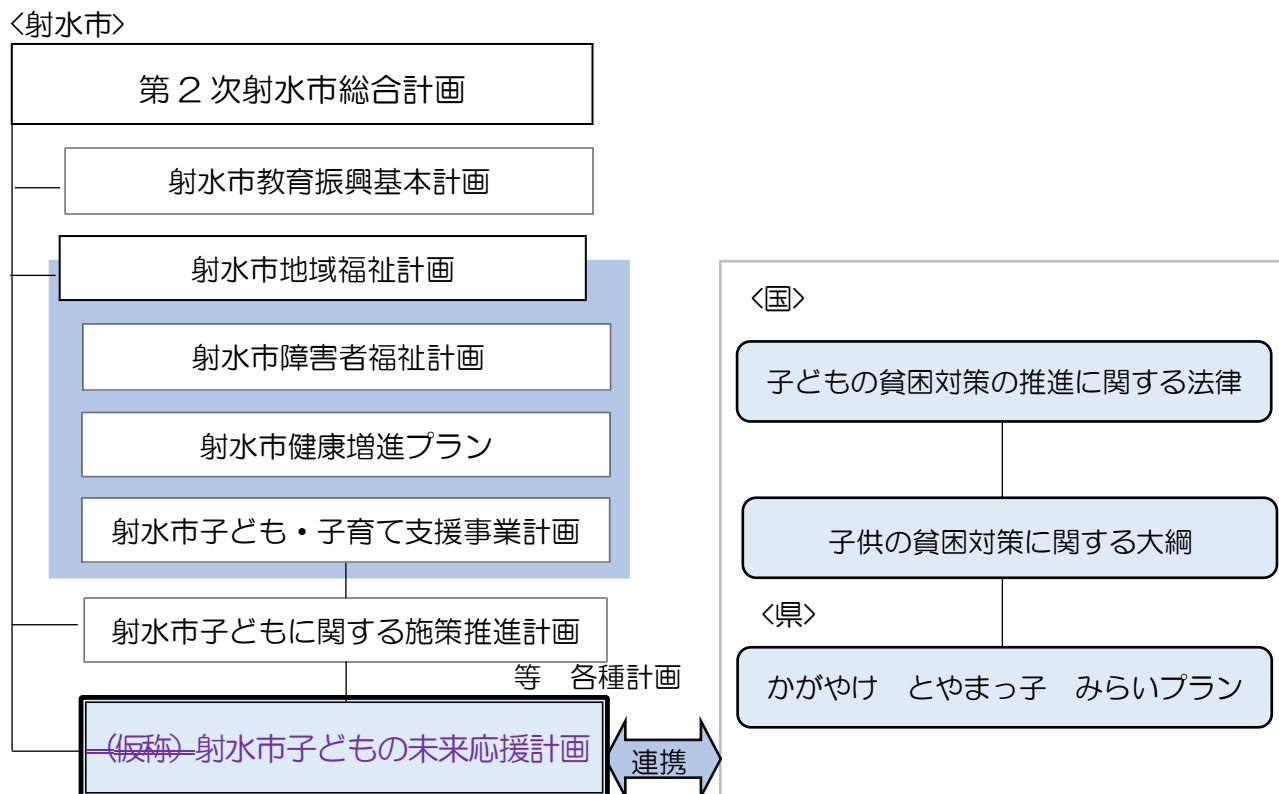 <射水市>
第2次射水市総合計画
射水市教育振興基本計画
射水市地域福祉計画
射水市障害者福祉計画
射水市健康増進プラン
射水市子ども・子育て支援事業計画
射水市子どもに関する施策推進計画
等 各種計画
(仮称)射水市子どもの未来応援計画
連携
<国>
子どもの貧困対策の推進に関する法律
子供の貧困対策に関する大綱
<県>
かがやけ とやまっ子 みらいプラン